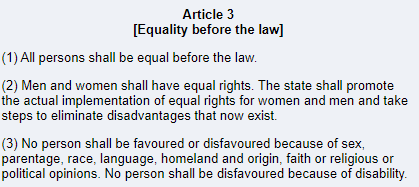 Article 3
[Equality before the law]
(1) All persons shall be equal before the law.
(2) Men and women shall have equal rights. The state shall promote
the actual implementation of equal rights for women and men and take
steps to eliminate disadvantages that now exist.
(3) No person shall be favoured or disfavoured because of sex,
parentage, race, language, homeland and origin, faith or religious or
political opinions. No person shall be disfavoured because of disability.